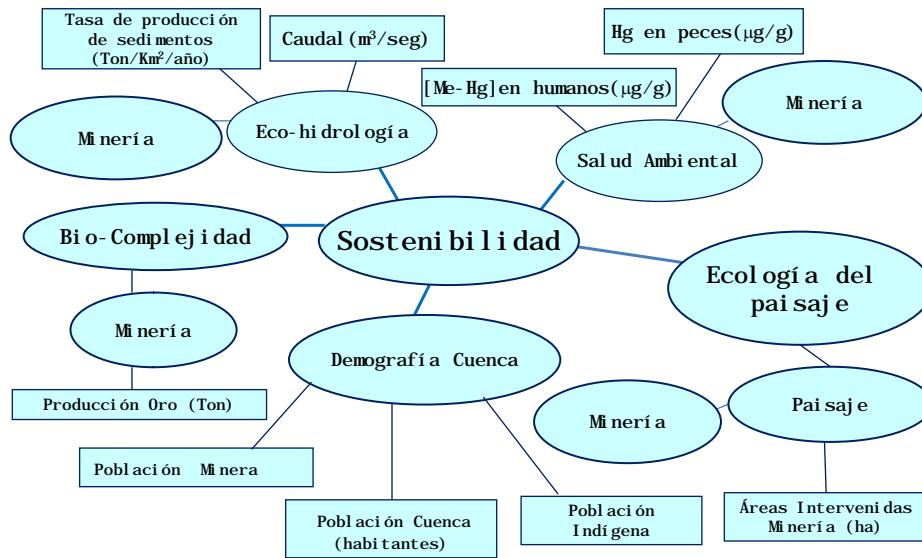 Tasa de producción
de sedimentos
(Ton/Km²/año)
Caudal(m³/seg)
Hg en peces(μg/g)
[Me-Hg]en humanos(μg/g)
Minería
Minería
Eco-hidrología
Salud Ambiental
Bio-Complejidad
Sostenibilidad
Ecología del
paisaje
Minería
Demografía Cuenca
Producción Oro (Ton)
Minería
Paisaje
Población Minera
Población Cuenca
(habitantes)
Población
Indígena
Áreas Intervenidas
Minería (ha)